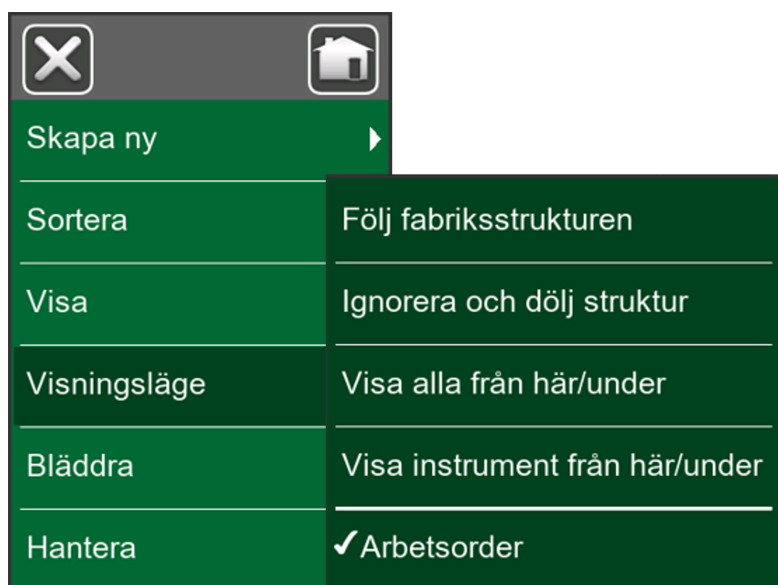 Skapa ny
Sortera
Visa
Visningsläge
Bläddra
Hantera
Följ fabriksstrukturen
Ignorera och dölj struktur
Visa alla från här/under
Visa instrument från här/under
Arbetsorder